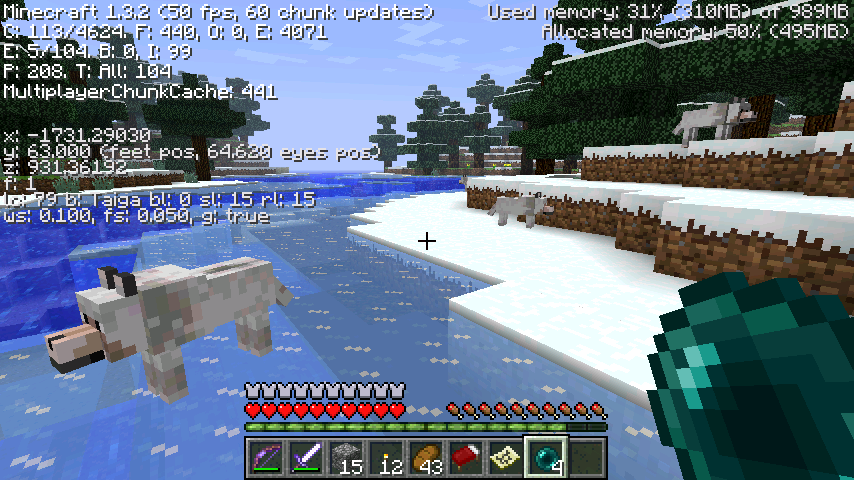 Minecraft 1.3.2 (50 fps, 60 chunk updates)
C: 113/4624. F: 440, O: 0, E: 4071
E: 5/104. B: 0, I: 99
P: 208. T: All: 104
MultiplayerChunkCache: 441
Used memory: 31% (310MB) of 989MB
Allocated memory: 50% (495MB)
x: -1731.29030
y: 63.000 (feet pos, 64.620 eyes pos)
z: 931.36192
f: 1
lc: 79 b: Taiga bl: 0 sl: 15 rl: 15
ws: 0.100, fs: 0.050, g: true
15 12 43 4